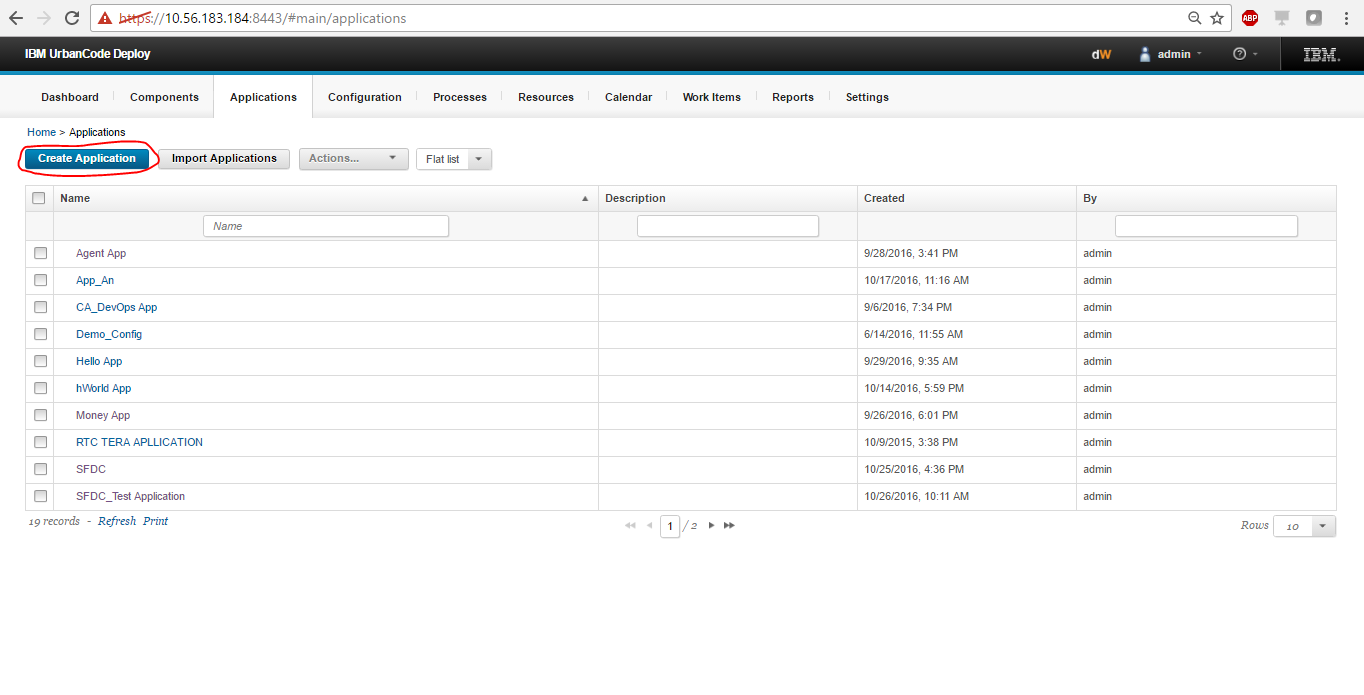 https://10.56.183.184:8443/#main/applications
ABP
IBM UrbanCode Deploy
dW admin ? IBM.
Dashboard Components Applications Configuration Processes Resources Calendar Work Items Reports Settings
Home > Applications
Create Application Import Applications Actions... Flat list
Name Description Created By
Name
Agent App 9/28/2016, 3:41 PM admin
App_An 10/17/2016, 11:16 AM admin
CA_DevOps App 9/6/2016, 7:34 PM admin
Demo_Config 6/14/2016, 11:55 AM admin
Hello App 9/29/2016, 9:35 AM admin
hWorld App 10/14/2016, 5:59 PM admin
Money App 9/26/2016, 6:01 PM admin
RTC TERA APLLICATION 10/9/2015, 3:38 PM admin
SFDC 10/25/2016, 4:36 PM admin
SFDC_Test Application 10/26/2016, 10:11 AM admin
19 records - Refresh Print 1 / 2 Rows 10